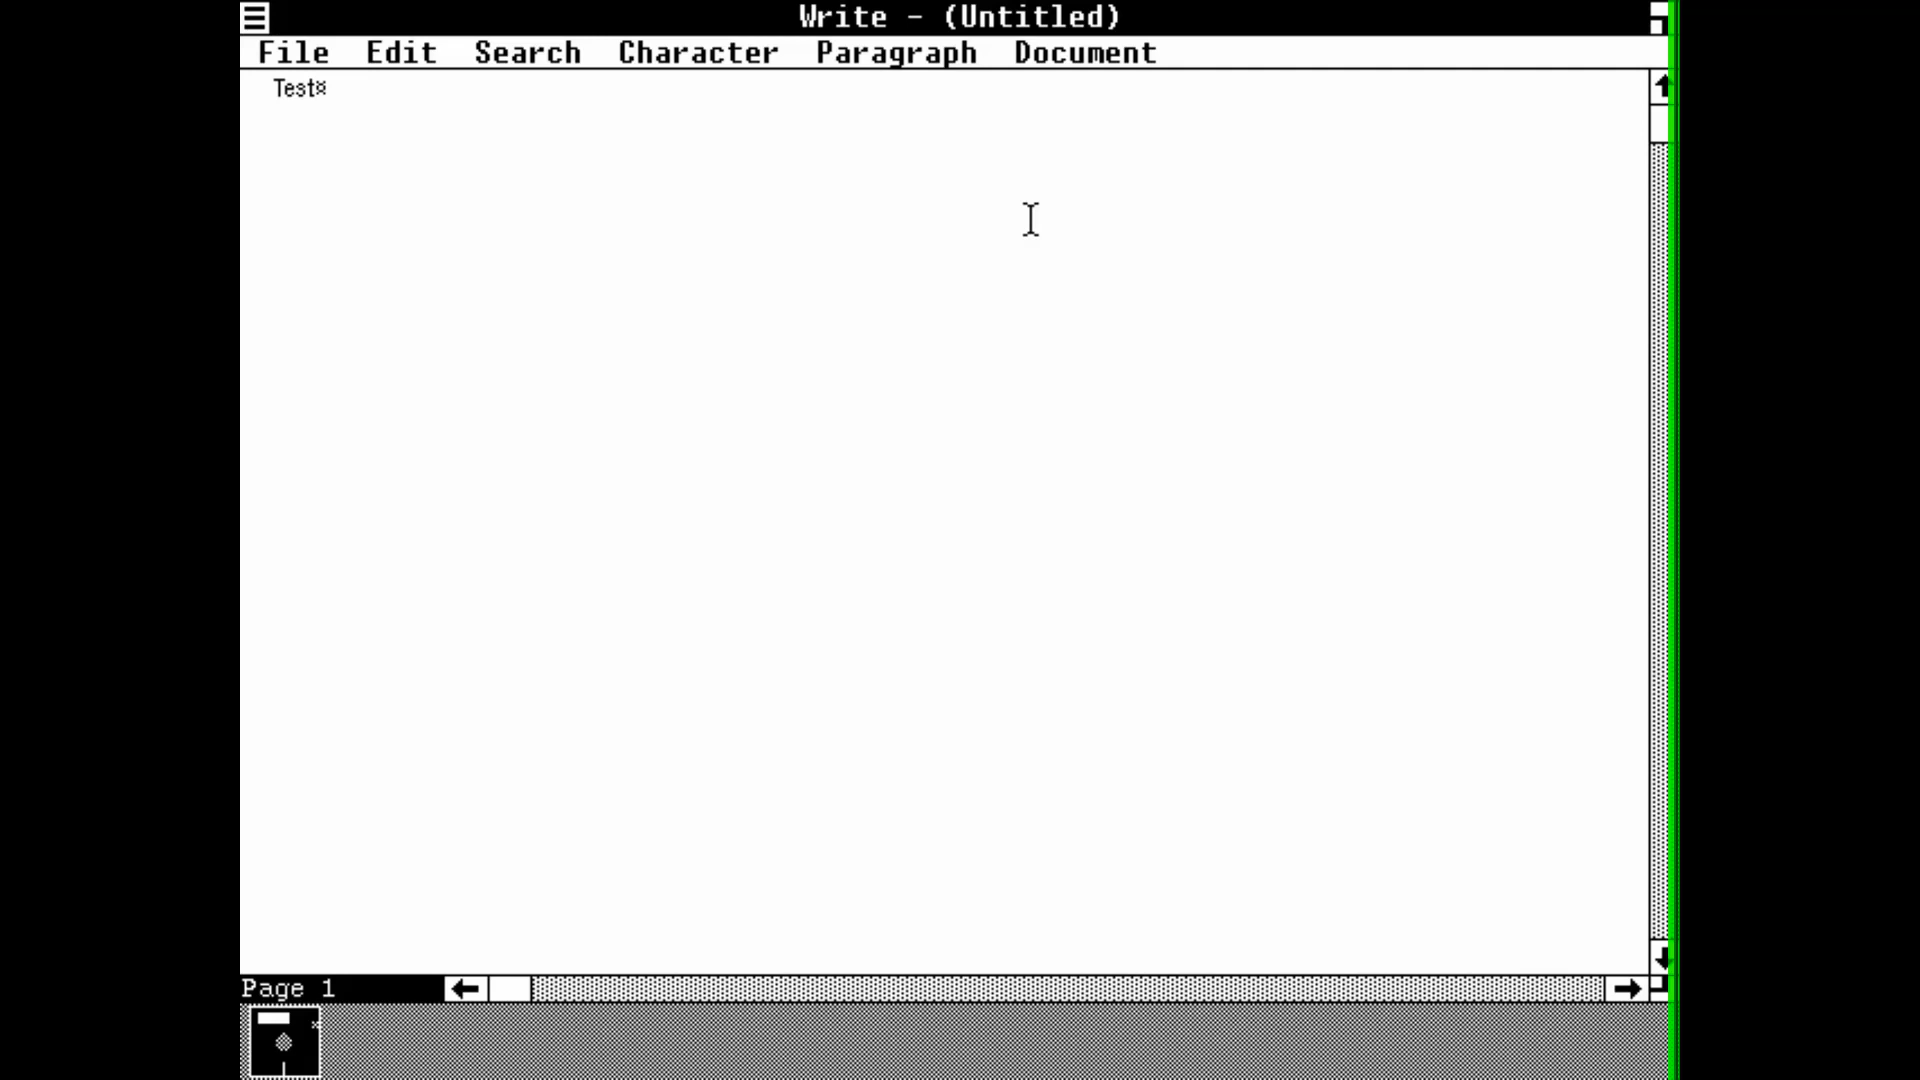 Write - (Untitled)
File Edit Search Character Paragraph Document
Test¤
Page 1